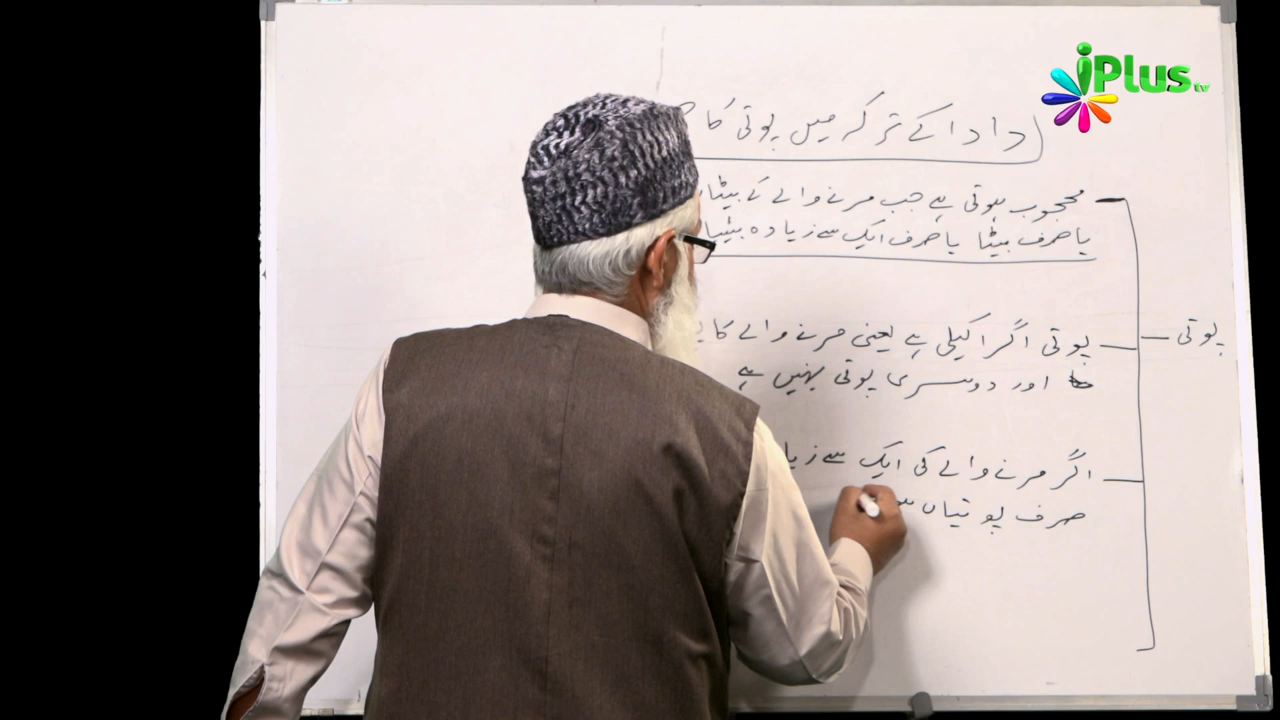 iPlus tv
دادا کے ترکہ میں پوتی کا
محجوب ہوتی ہے جب مرنے والے کے بیٹا
یا صرف بیٹا یا صرف ایک سے زیادہ بیٹیا
پوتی
پوتی اگر اکیلی ہے یعنی مرنے والے کا
اور دوسری پوتی نہیں ہے
اگر مرنے والے کی ایک سے زیا
صرف پوتیاں